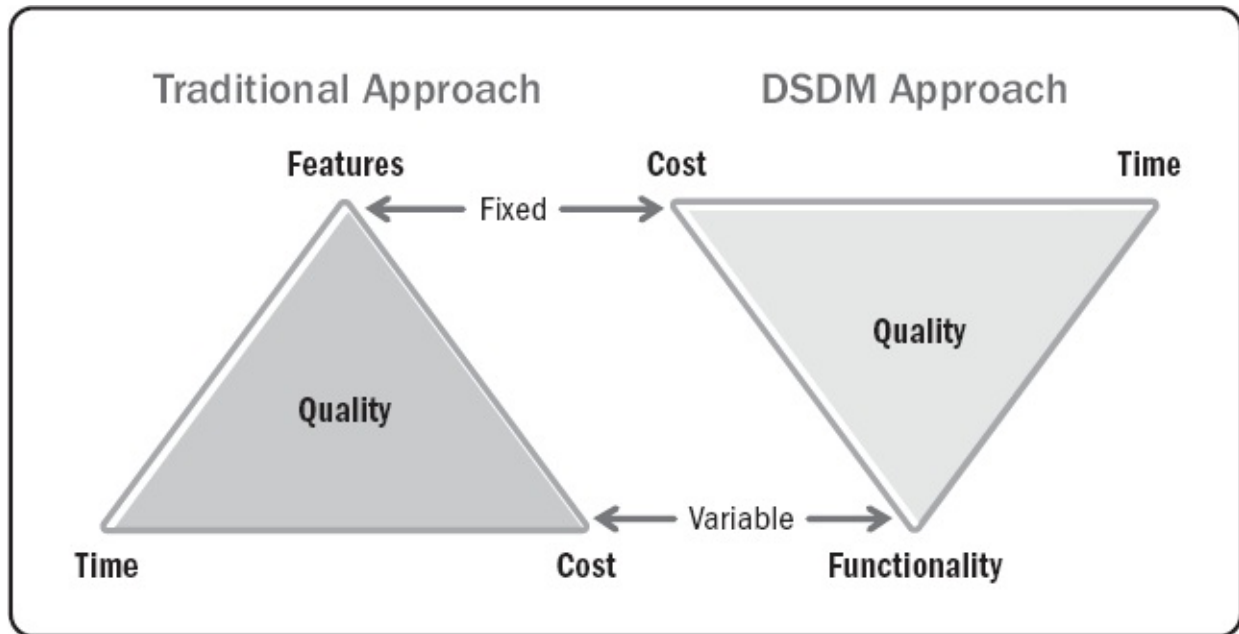 Traditional Approach
DSDM Approach
Features
Cost
Time
Fixed
Quality
Quality
Variable
Time
Cost
Functionality